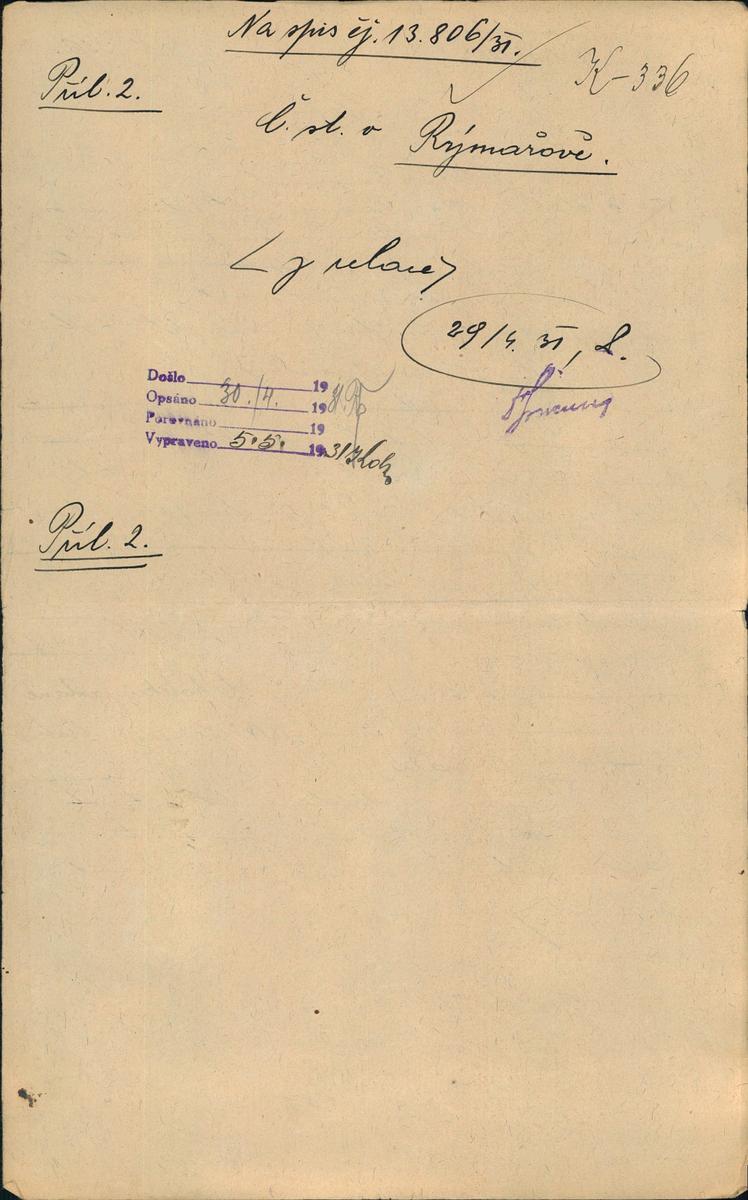 Na spis čj. 13.806/31.
K-336
Příl. 2.
Č. st. v Rýmařově.
29/4. 31,
Došlo 19
Opsáno 30./4. 19
Porovnáno 19
Vypraveno 5.5. 1931
Příl. 2.